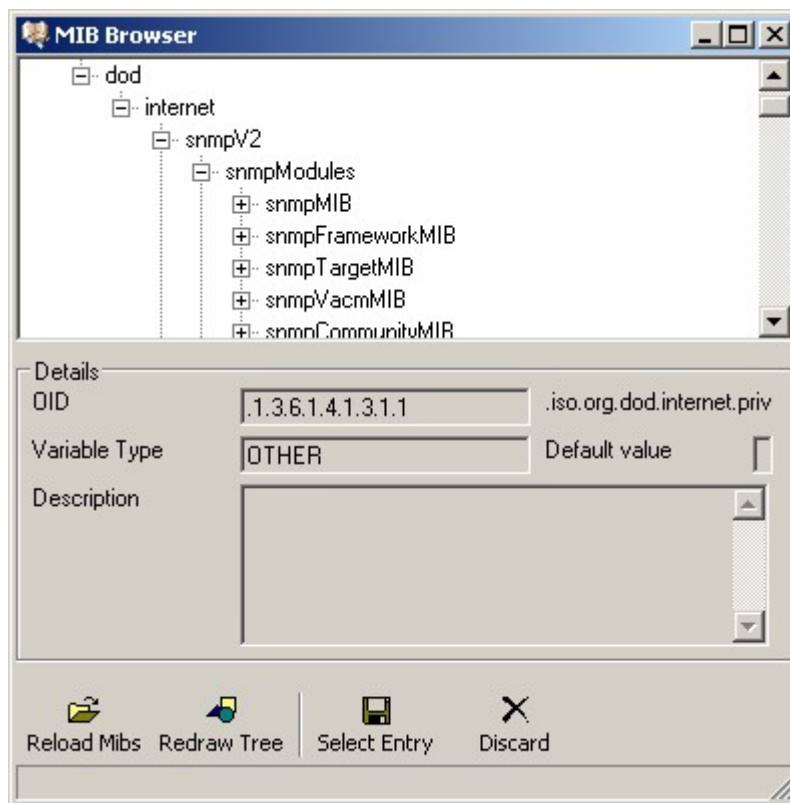 MIB Browser
dod
internet
snmpV2
snmpModules
snmpMIB
snmpFrameworkMIB
snmpTargetMIB
snmpVacmMIB
snmpCommunityMIB
Details
OID .1.3.6.1.4.1.3.1.1 .iso.org.dod.internet.priv
Variable Type OTHER Default value
Description
Reload Mibs Redraw Tree Select Entry Discard